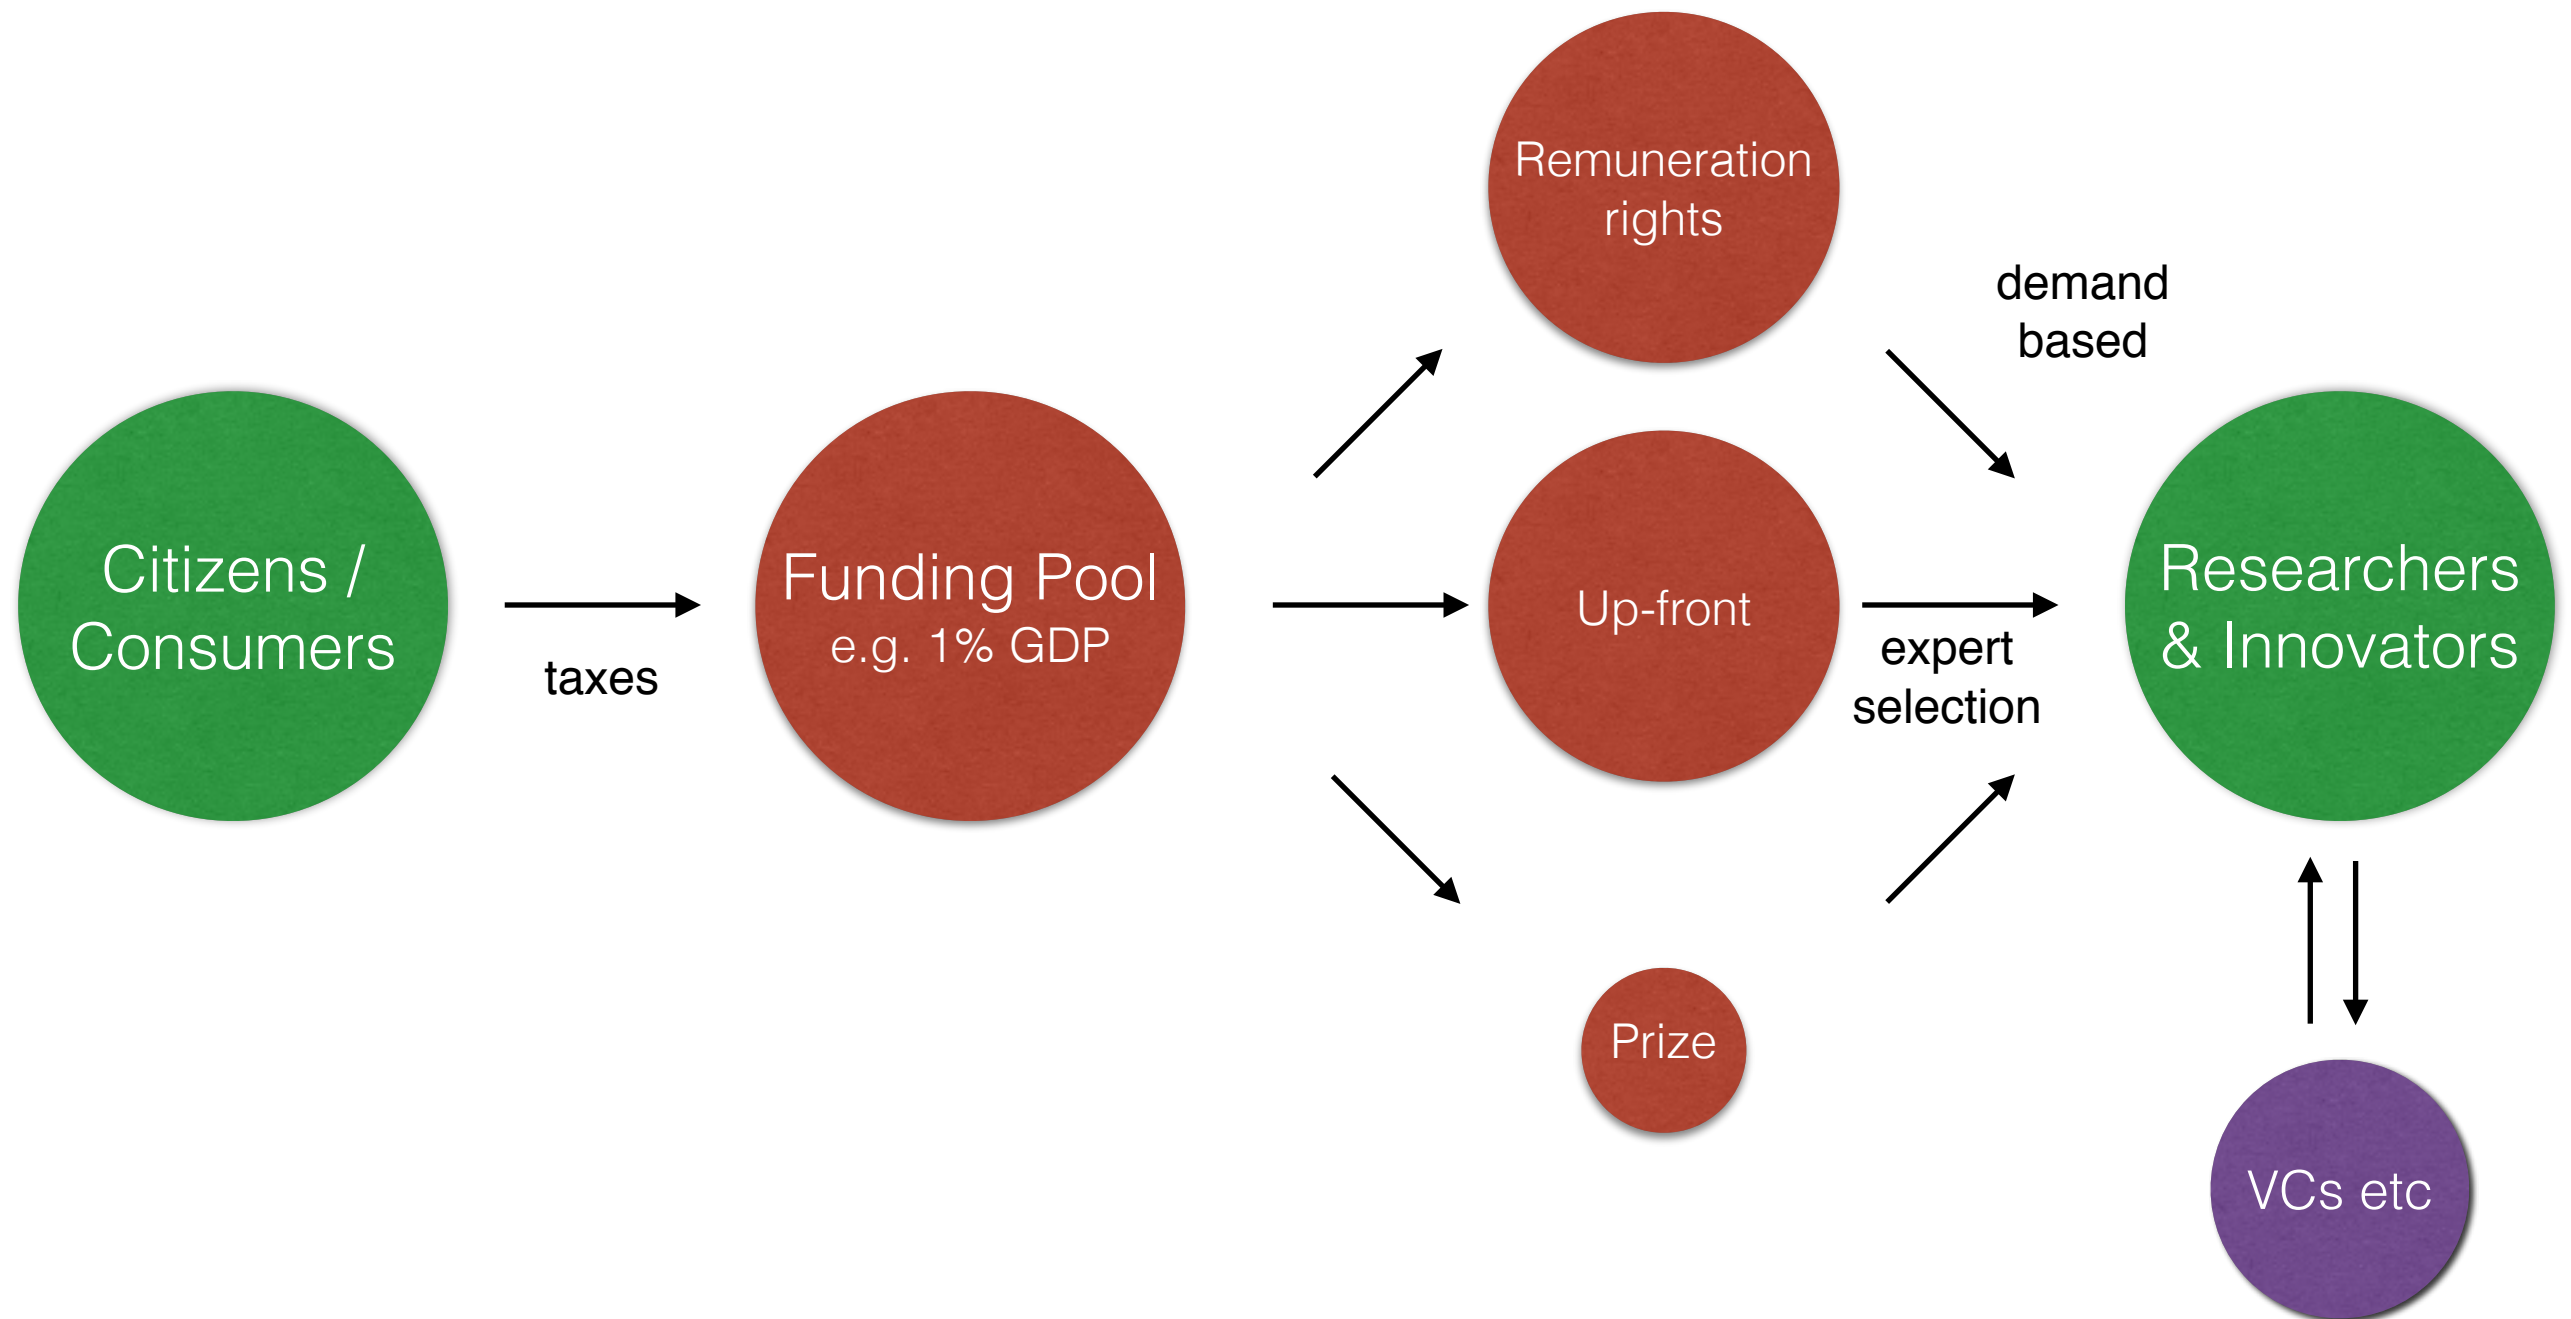 Remuneration
rights
demand
based
Citizens /
Consumers
taxes
Funding Pool
e.g. 1% GDP
Up-front
expert
selection
Researchers
& Innovators
Prize
VCs etc